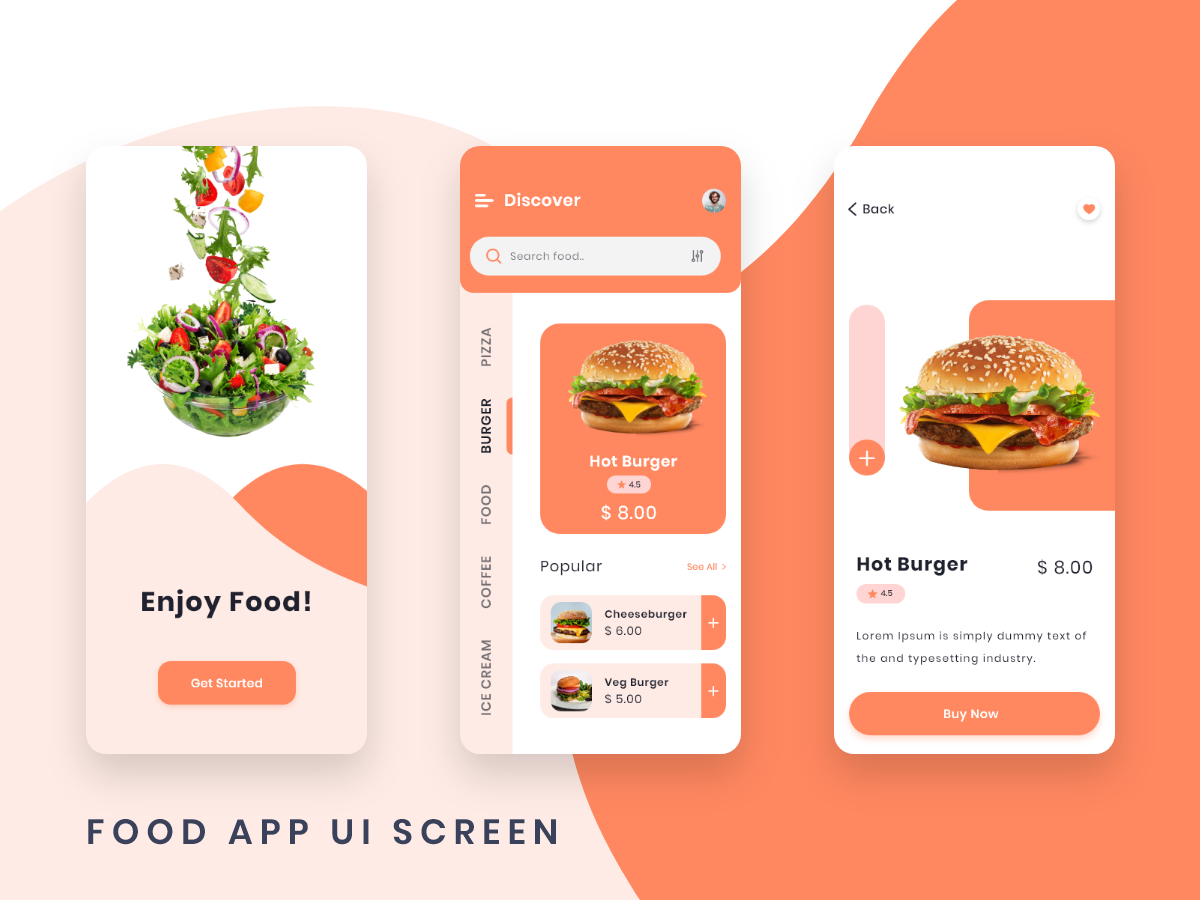 Enjoy Food!
Get Started
Discover
Search food..
PIZZA
BURGER
FOOD
COFFEE
ICE CREAM
Hot Burger
4.5
$ 8.00
Popular
See All >
Cheeseburger
$ 6.00
+
Veg Burger
$ 5.00
+
Back
+
Hot Burger
$ 8.00
4.5
Lorem Ipsum is simply dummy text of
the and typesetting industry.
Buy Now
FOOD APP UI SCREEN